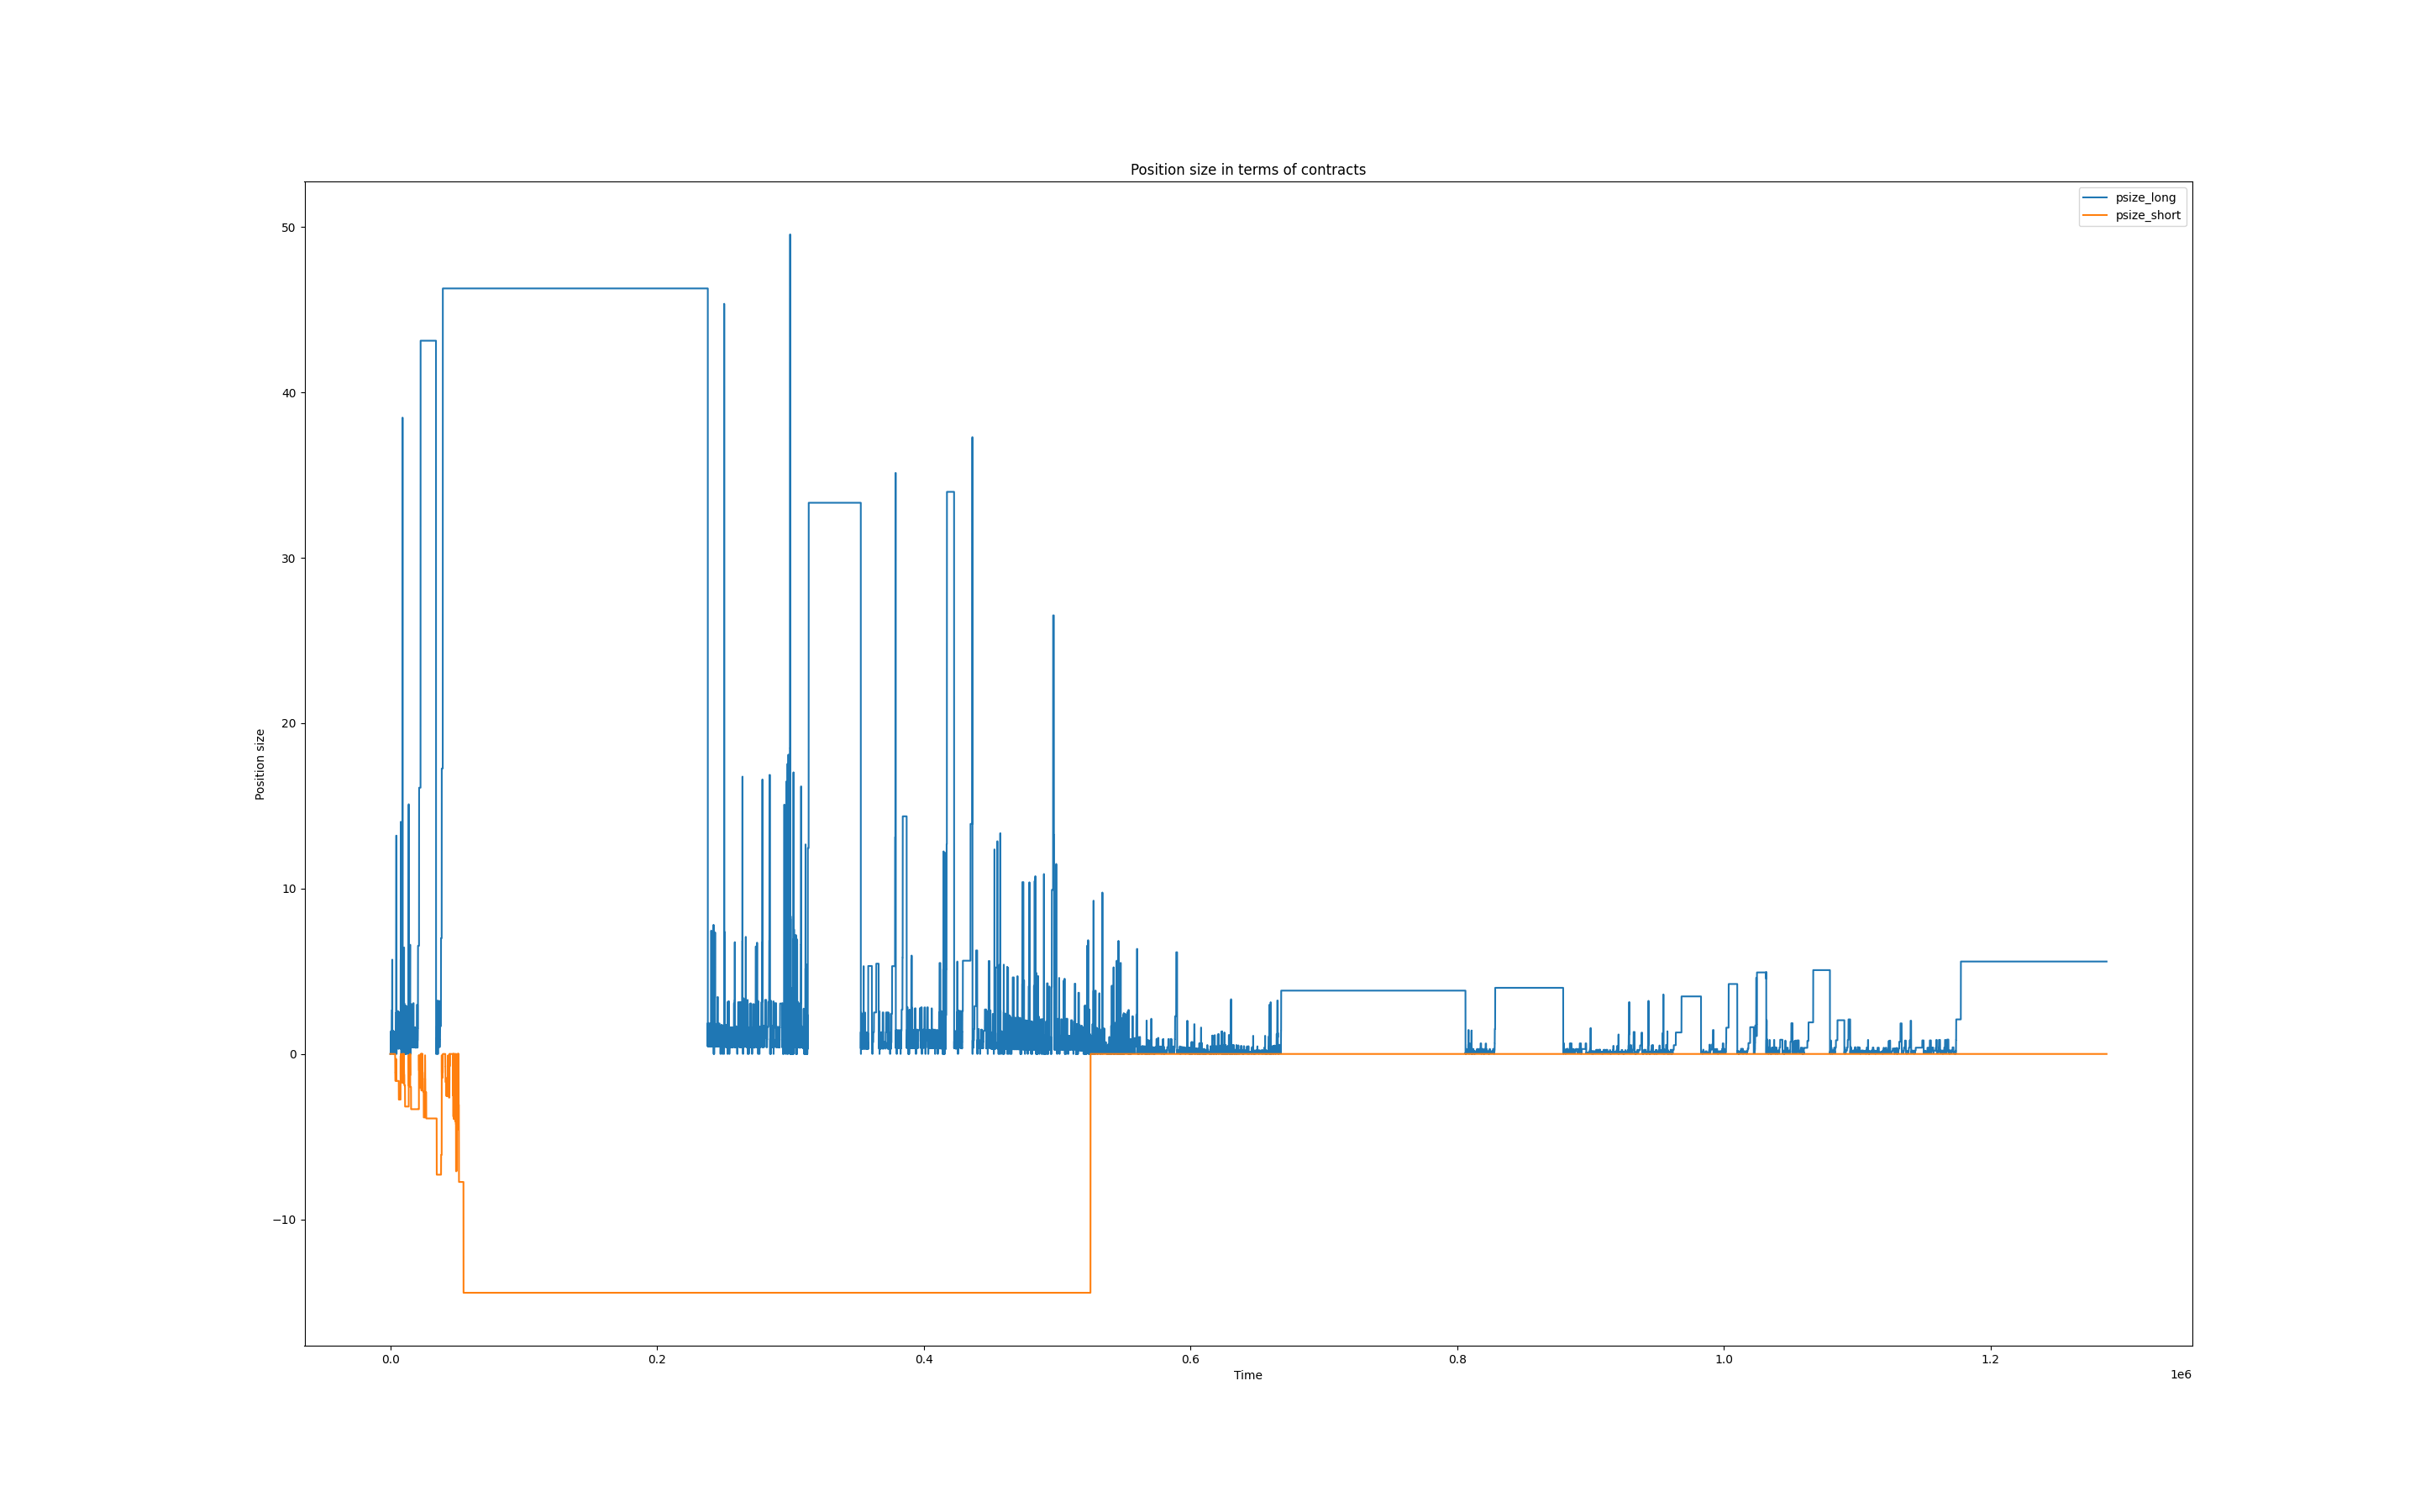 Position size in terms of contracts
psize_long
psize_short
50
40
30
20
10
0
−10
Position size
0.0 0.2 0.4 0.6 0.8 1.0 1.2
Time
1e6